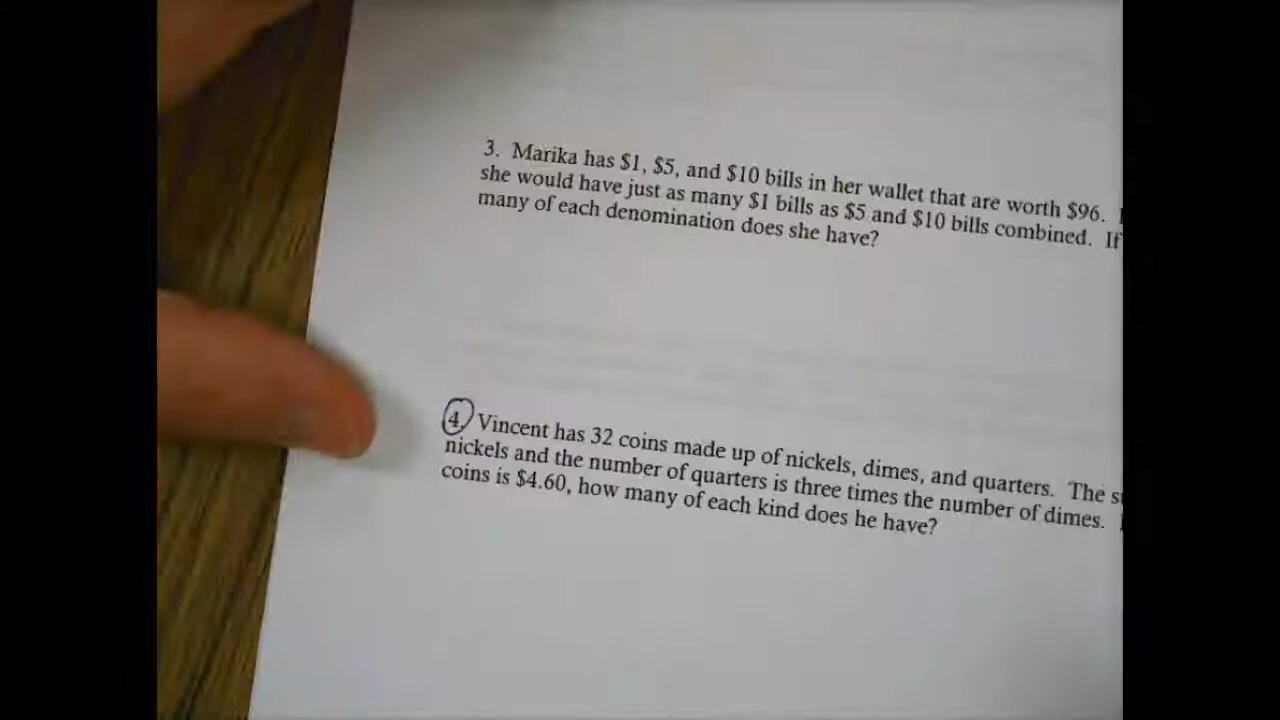 3. Marika has $1, $5, and $10 bills in her wallet that are worth $96.
she would have just as many $1 bills as $5 and $10 bills combined. If
many of each denomination does she have?
4. Vincent has 32 coins made up of nickels, dimes, and quarters. The
nickels and the number of quarters is three times the number of dimes.
coins is $4.60, how many of each kind does he have?